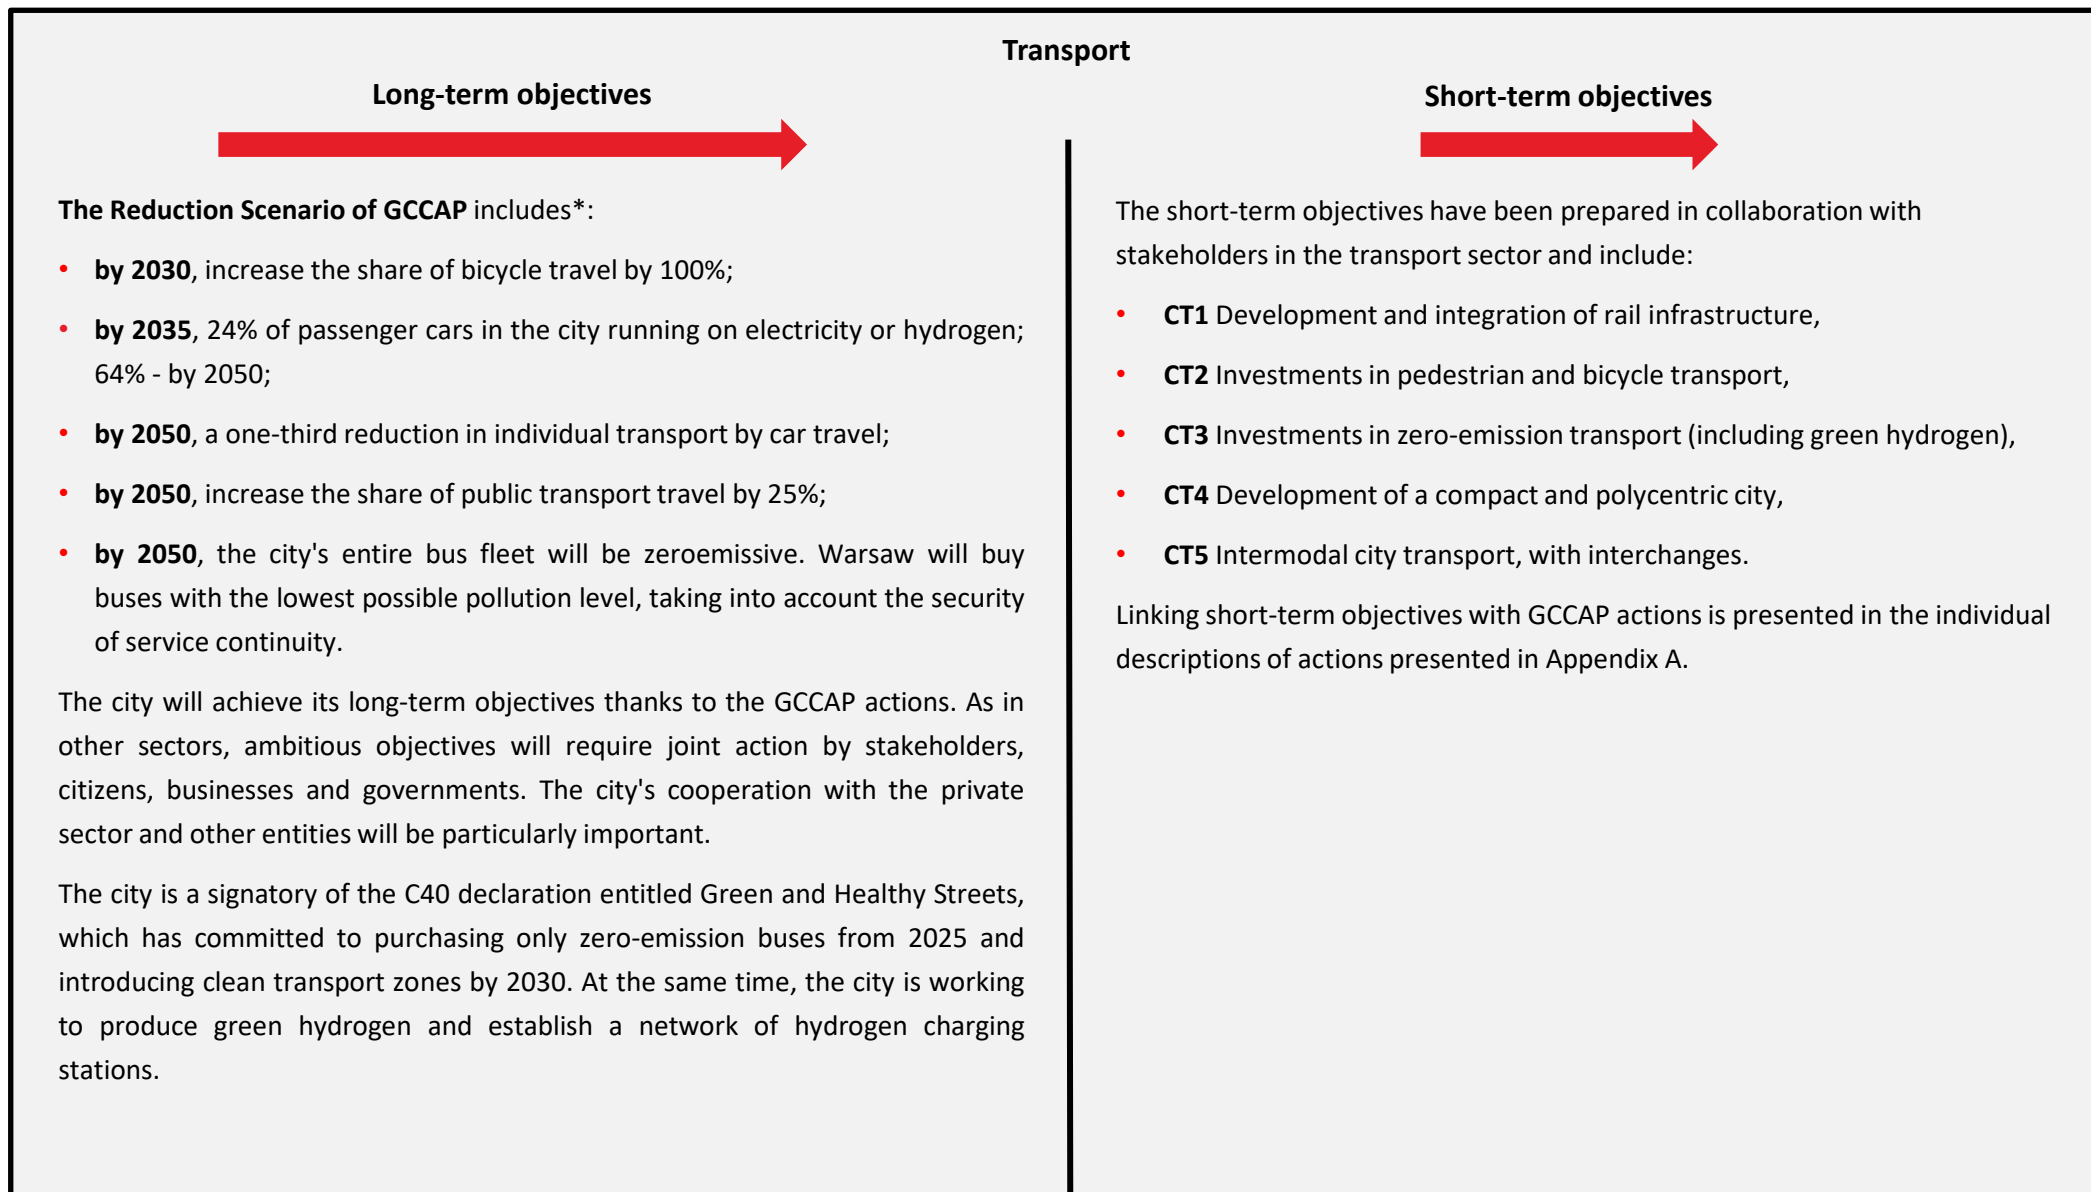 Transport
Long-term objectives
The Reduction Scenario of GCCAP includes*:
• by 2030, increase the share of bicycle travel by 100%;
• by 2035, 24% of passenger cars in the city running on electricity or hydrogen;
64% - by 2050;
• by 2050, a one-third reduction in individual transport by car travel;
• by 2050, increase the share of public transport travel by 25%;
• by 2050, the city's entire bus fleet will be zeroemissive. Warsaw will buy
buses with the lowest possible pollution level, taking into account the security
of service continuity.
The city will achieve its long-term objectives thanks to the GCCAP actions. As in
other sectors, ambitious objectives will require joint action by stakeholders,
citizens, businesses and governments. The city's cooperation with the private
sector and other entities will be particularly important.
The city is a signatory of the C40 declaration entitled Green and Healthy Streets,
which has committed to purchasing only zero-emission buses from 2025 and
introducing clean transport zones by 2030. At the same time, the city is working
to produce green hydrogen and establish a network of hydrogen charging
stations.
Short-term objectives
The short-term objectives have been prepared in collaboration with
stakeholders in the transport sector and include:
• CT1 Development and integration of rail infrastructure,
• CT2 Investments in pedestrian and bicycle transport,
• CT3 Investments in zero-emission transport (including green hydrogen),
• CT4 Development of a compact and polycentric city,
• CT5 Intermodal city transport, with interchanges.
Linking short-term objectives with GCCAP actions is presented in the individual
descriptions of actions presented in Appendix A.